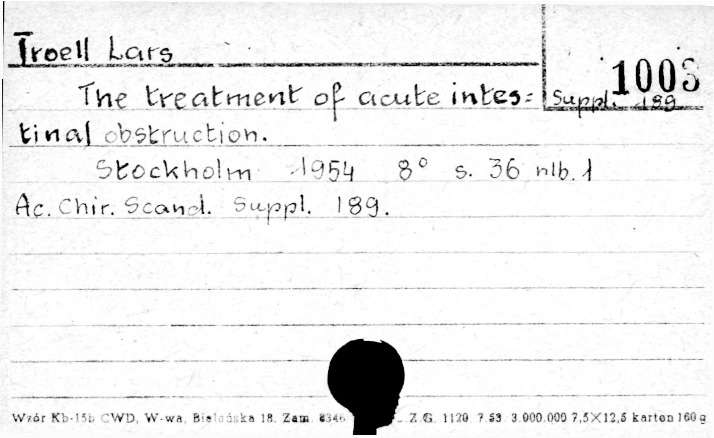 Troell Lars
1003
Suppl. 189
The treatment of acute intes=
tinal obstruction.
Stockholm 1954 8° s. 36 nlb. 1
Ac. Chir. Scand. Suppl. 189.
Wzór Kb-15b CWD, W-wa, Bielańska 18. Zam. 8346 Z.G. 1120 7.53 3.000.000 7,5×12,5 karton 160 g